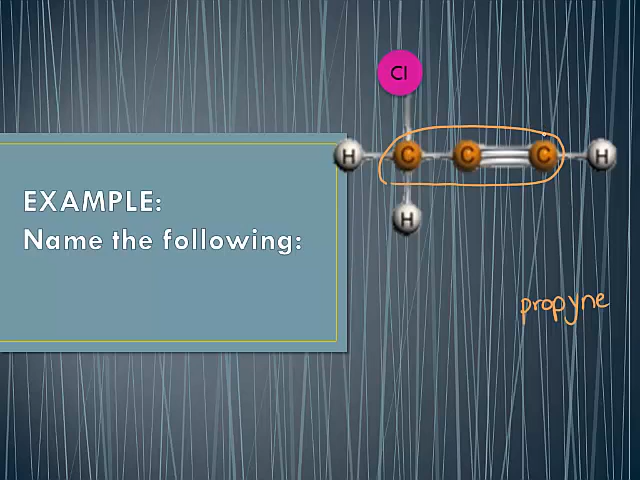 Cl
H C C C H
H
EXAMPLE:
Name the following:
propyne